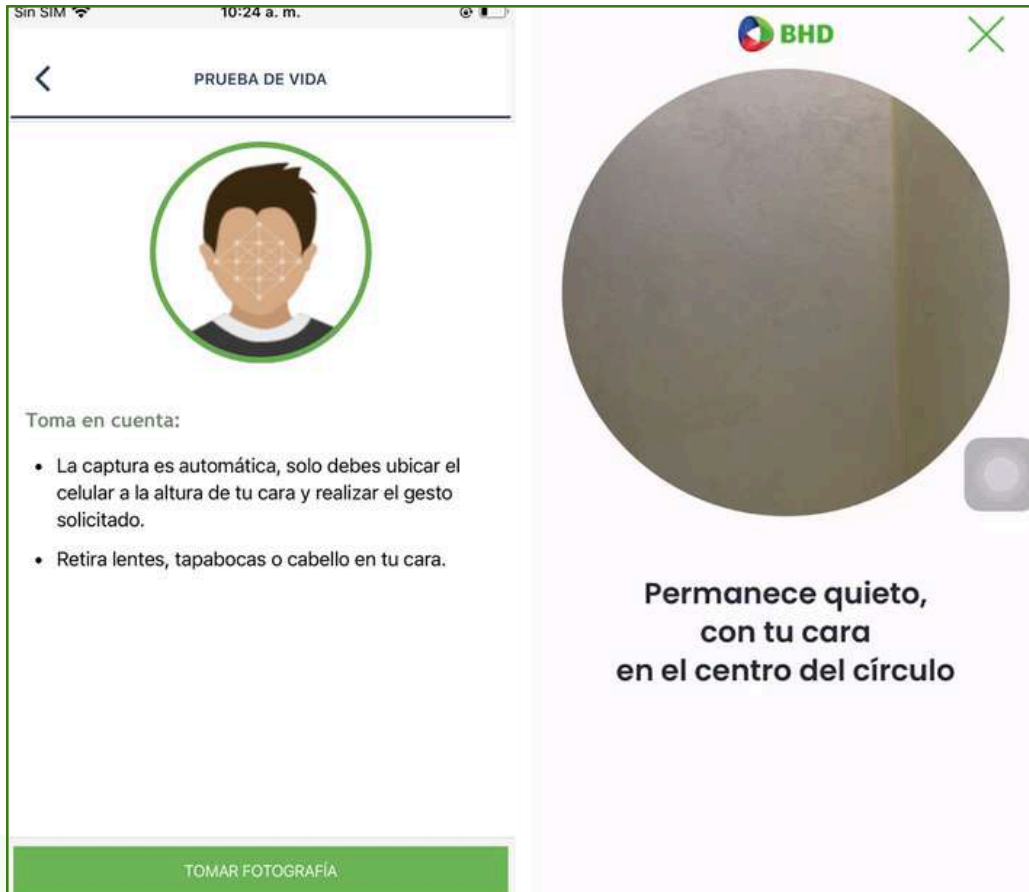 Sin SIM 10:24 a. m.
PRUEBA DE VIDA
Toma en cuenta:
• La captura es automática, solo debes ubicar el
celular a la altura de tu cara y realizar el gesto
solicitado.
• Retira lentes, tapabocas o cabello en tu cara.
TOMAR FOTOGRAFÍA
BHD
Permanece quieto,
con tu cara
en el centro del círculo